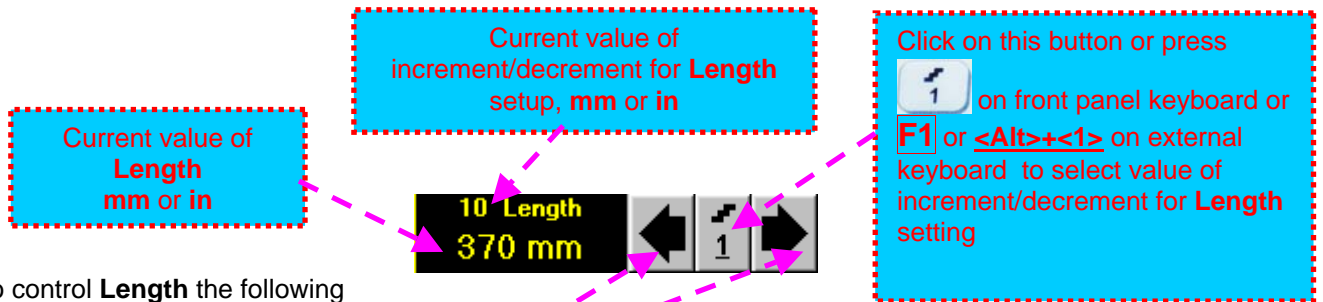 Current value of
increment/decrement for Length
setup, mm or in
Click on this button or press
1 on front panel keyboard or
F1 or <Alt>+<1> on external
keyboard to select value of
increment/decrement for Length
setting
Current value of
Length
mm or in
10 Length
370 mm
1
o control Length the following